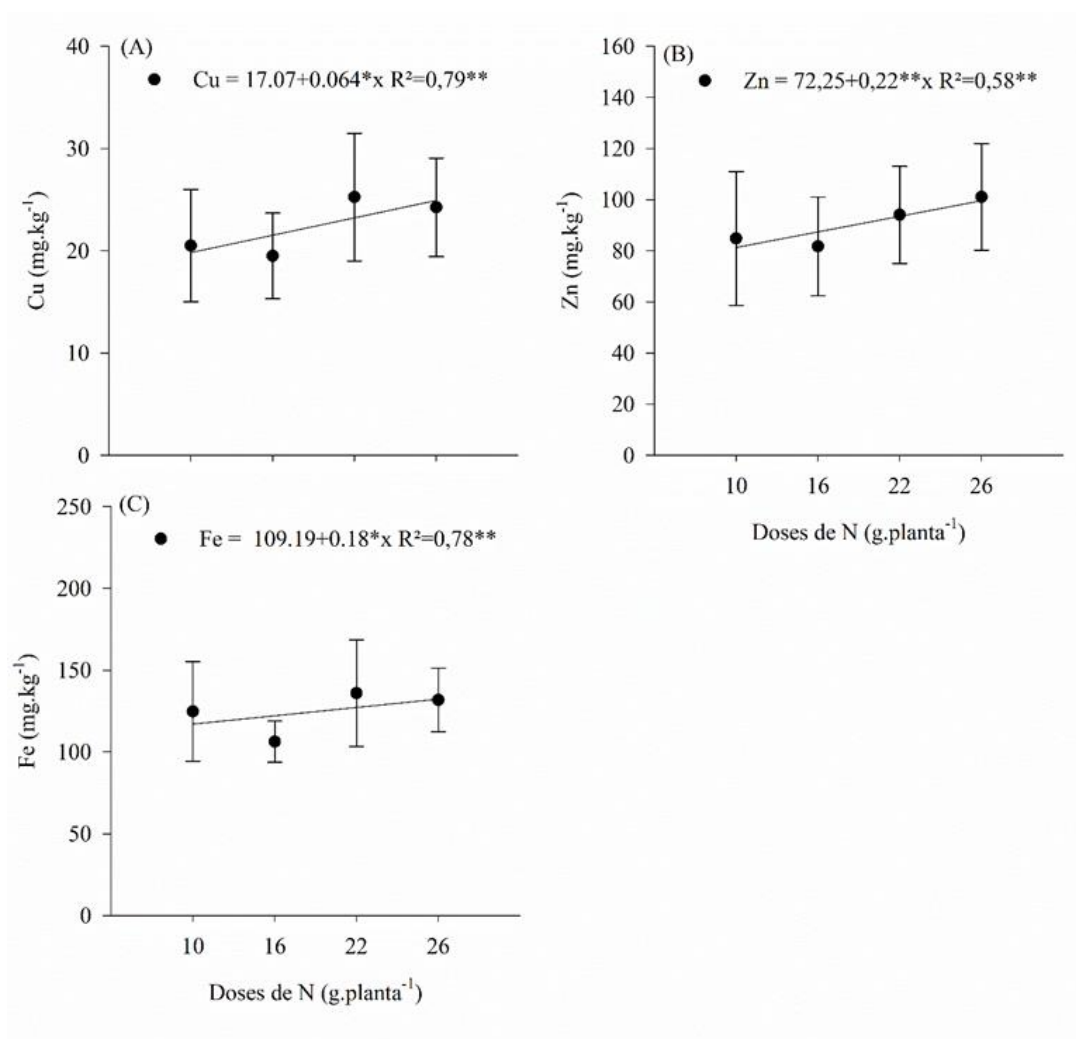 (A)
Cu = 17.07+0.064*x R²=0,79**
40
30
20
10
0
Cu (mg.kg⁻¹)
(B)
Zn = 72,25+0,22**x R²=0,58**
160
140
120
100
80
60
40
20
0
Zn (mg.kg⁻¹)
10 16 22 26
Doses de N (g.planta⁻¹)
(C)
Fe = 109.19+0.18*x R²=0,78**
250
200
150
100
50
0
Fe (mg.kg⁻¹)
10 16 22 26
Doses de N (g.planta⁻¹)